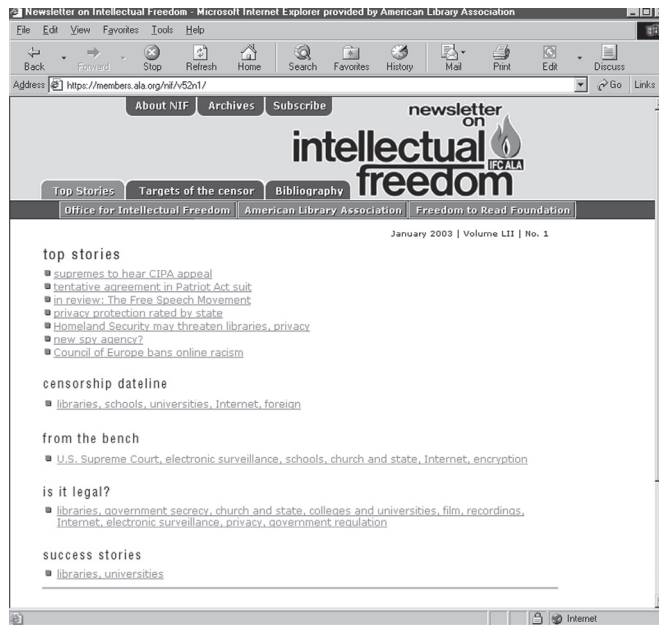 Newsletter on Intellectual Freedom - Microsoft Internet Explorer provided by American Library Association
File Edit View Favorites Tools Help
Back Forward Stop Refresh Home Search Favorites History Mail Print Edit Discuss
Address https://members.ala.org/nif/v52n1/ Go Links
About NIF Archives Subscribe
newsletter
on
intellectual
freedom
IFC ALA
Top Stories Targets of the censor Bibliography
Office for Intellectual Freedom American Library Association Freedom to Read Foundation
January 2003 | Volume LII | No. 1
top stories
supremes to hear CIPA appeal
tentative agreement in Patriot Act suit
in review: The Free Speech Movement
privacy protection rated by state
Homeland Security may threaten libraries, privacy
new spy agency?
Council of Europe bans online racism
censorship dateline
libraries, schools, universities, Internet, foreign
from the bench
U.S. Supreme Court, electronic surveillance, schools, church and state, Internet, encryption
is it legal?
libraries, government secrecy, church and state, colleges and universities, film, recordings,
Internet, electronic surveillance, privacy, government regulation
success stories
libraries, universities
Internet